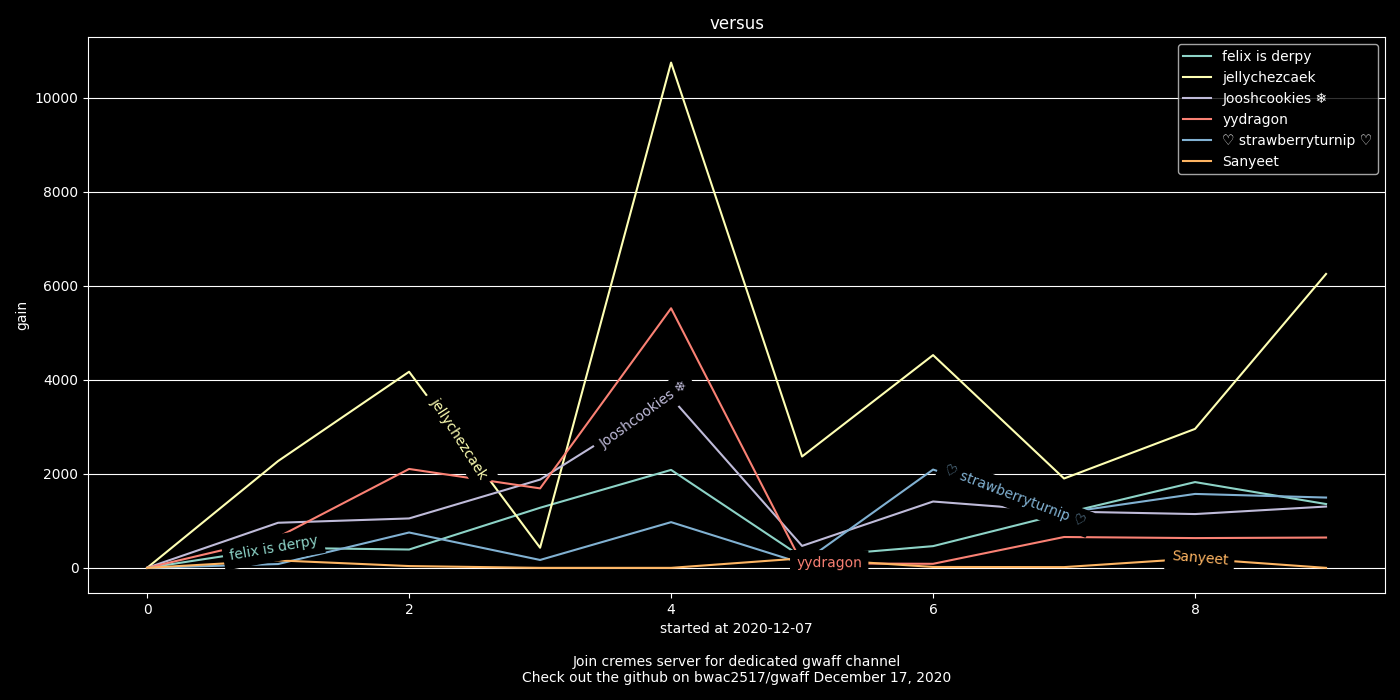 versus
felix is derpy
jellychezcaek
Jooshcookies ❄
yydragon
♡ strawberryturnip ♡
Sanyeet
10000
8000
6000
4000
2000
0
gain
jellychezcaek
Jooshcookies ❄
♡ strawberryturnip ♡
felix is derpy
yydragon
Sanyeet
0 2 4 6 8
started at 2020-12-07
Join cremes server for dedicated gwaff channel
Check out the github on bwac2517/gwaff December 17, 2020